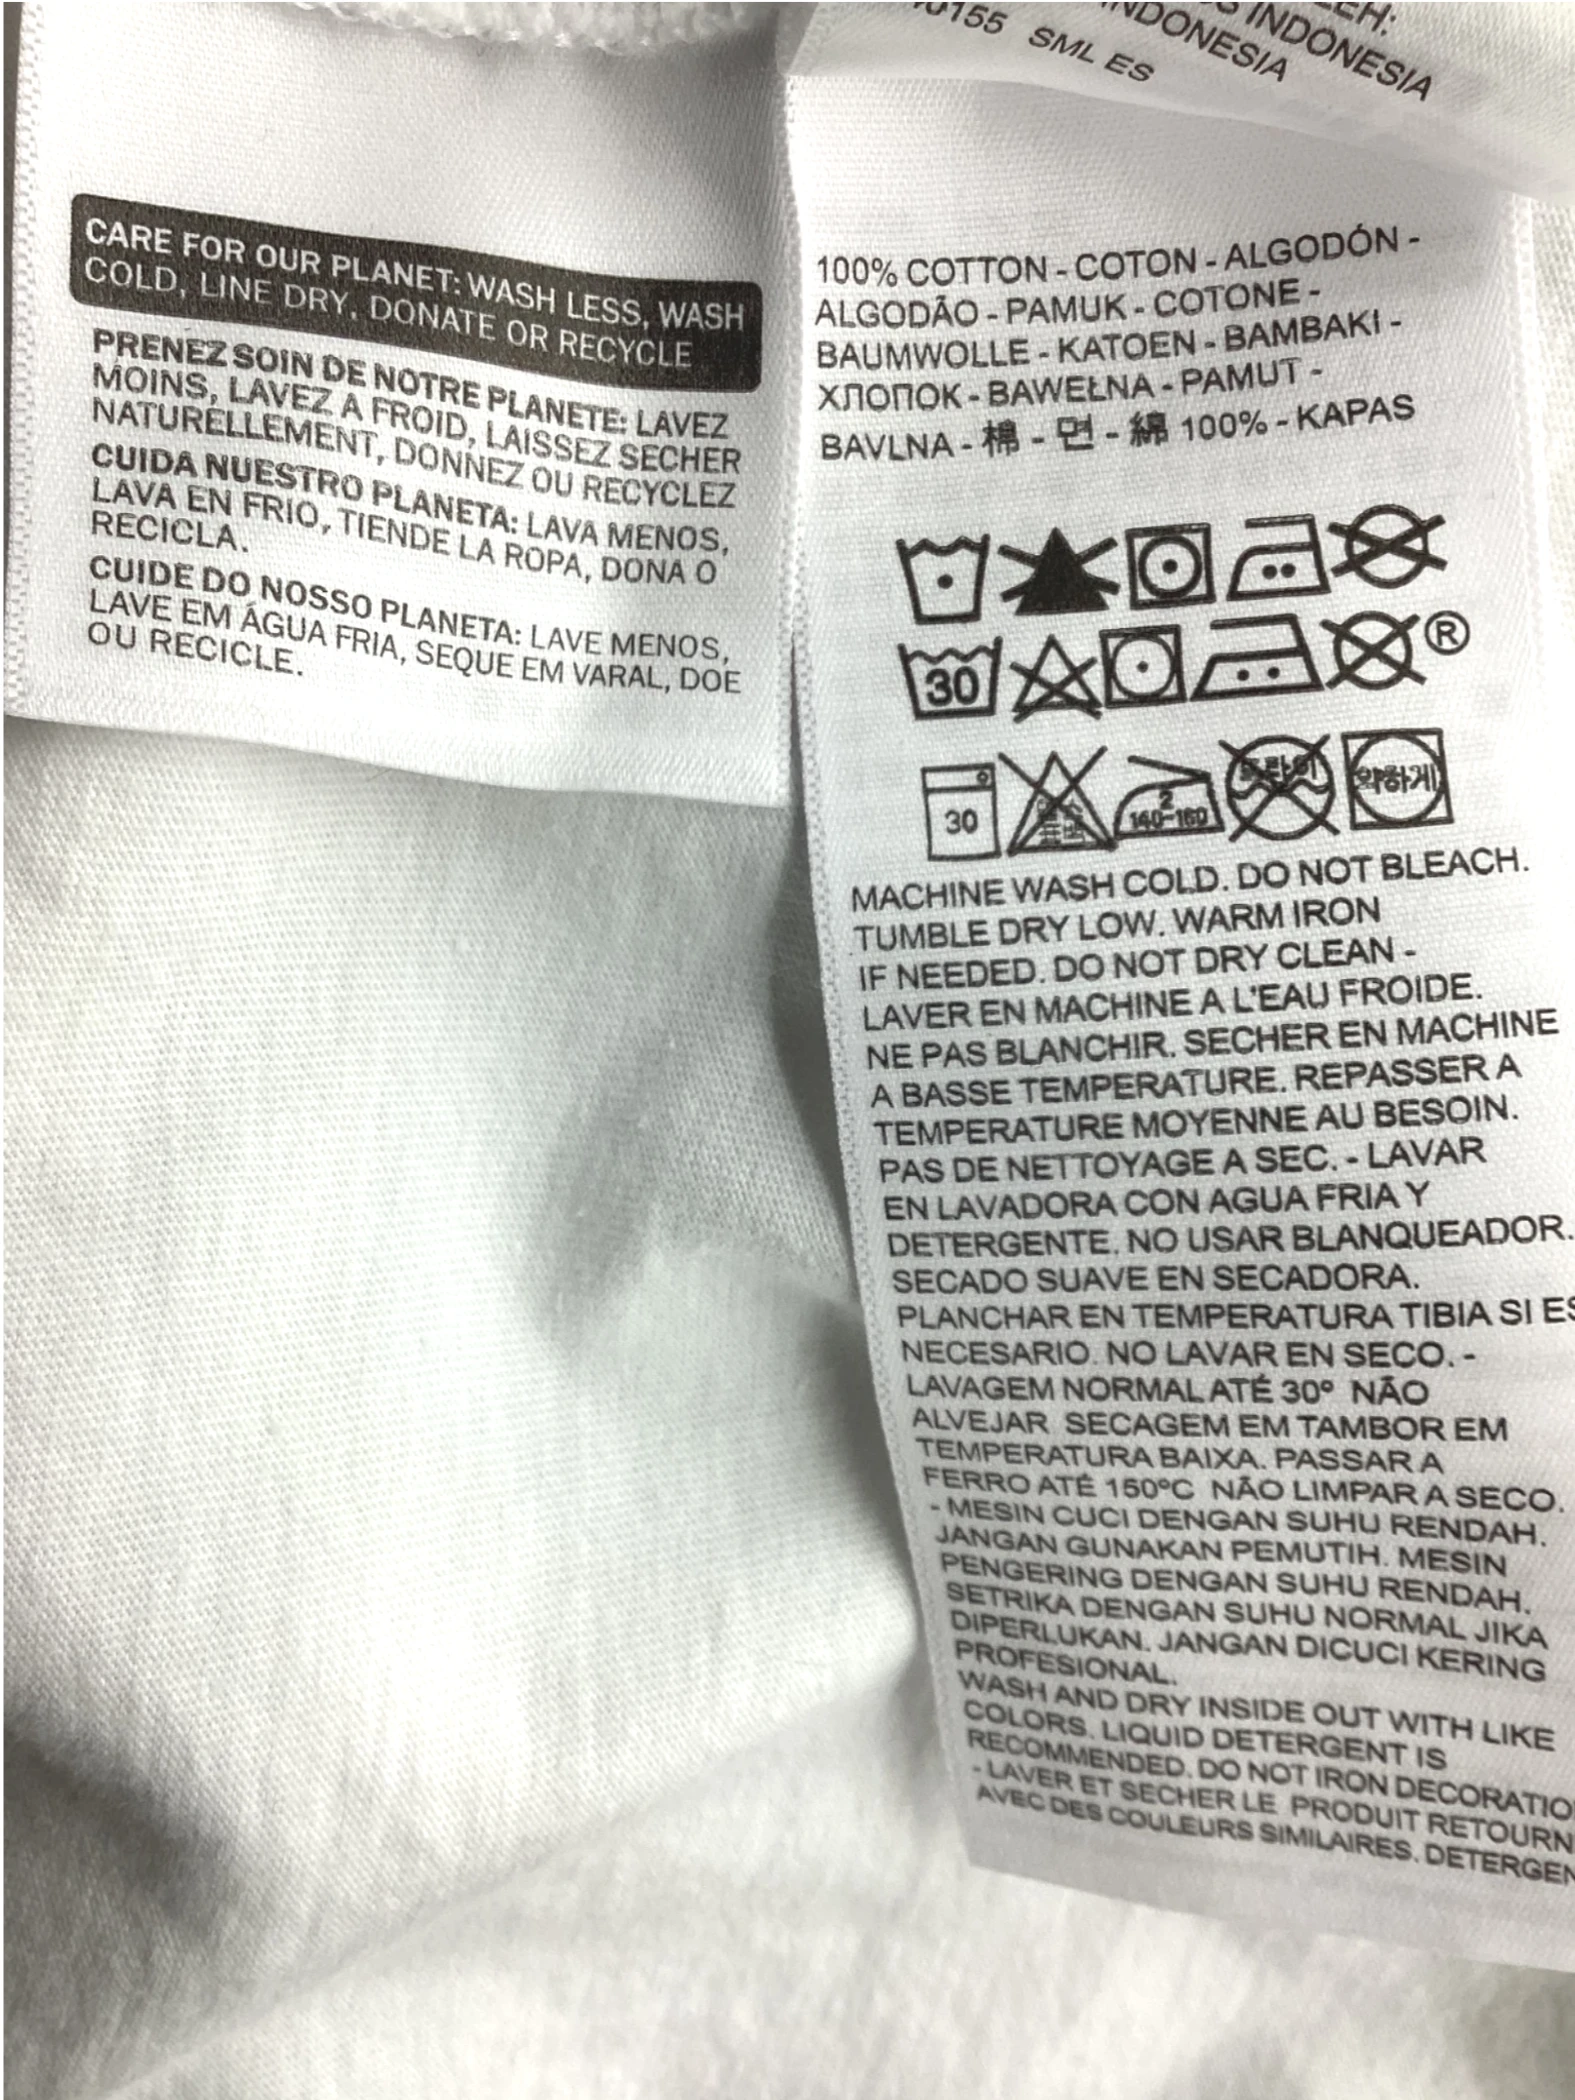 SML ES
INDONESIA
INDONESIA
CARE FOR OUR PLANET: WASH LESS, WASH
COLD, LINE DRY, DONATE OR RECYCLE
PRENEZ SOIN DE NOTRE PLANETE: LAVEZ
MOINS, LAVEZ A FROID, LAISSEZ SECHER
NATURELLEMENT, DONNEZ OU RECYCLEZ
CUIDA NUESTRO PLANETA: LAVA MENOS,
LAVA EN FRIO, TIENDE LA ROPA, DONA O
RECICLA.
CUIDE DO NOSSO PLANETA: LAVE MENOS,
LAVE EM ÁGUA FRIA, SEQUE EM VARAL, DOE
OU RECICLE.
100% COTTON - COTON - ALGODÓN -
ALGODÃO - PAMUK - COTONE -
BAUMWOLLE - KATOEN - BAMBAKI -
ХЛОПОК - BAWEŁNA - PAMUT -
BAVLNA - 棉 - 면 - 綿 100% - KAPAS
30 ®
30 2 140-160 드라이 약하게
MACHINE WASH COLD. DO NOT BLEACH.
TUMBLE DRY LOW. WARM IRON
IF NEEDED. DO NOT DRY CLEAN -
LAVER EN MACHINE A L'EAU FROIDE.
NE PAS BLANCHIR. SECHER EN MACHINE
A BASSE TEMPERATURE. REPASSER A
TEMPERATURE MOYENNE AU BESOIN.
PAS DE NETTOYAGE A SEC. - LAVAR
EN LAVADORA CON AGUA FRIA Y
DETERGENTE. NO USAR BLANQUEADOR.
SECADO SUAVE EN SECADORA.
PLANCHAR EN TEMPERATURA TIBIA SI ES
NECESARIO. NO LAVAR EN SECO. -
LAVAGEM NORMAL ATÉ 30º NÃO
ALVEJAR SECAGEM EM TAMBOR EM
TEMPERATURA BAIXA. PASSAR A
FERRO ATÉ 150ºC NÃO LIMPAR A SECO.
- MESIN CUCI DENGAN SUHU RENDAH.
JANGAN GUNAKAN PEMUTIH. MESIN
PENGERING DENGAN SUHU RENDAH.
SETRIKA DENGAN SUHU NORMAL JIKA
DIPERLUKAN. JANGAN DICUCI KERING
PROFESIONAL.
WASH AND DRY INSIDE OUT WITH LIKE
COLORS. LIQUID DETERGENT IS
RECOMMENDED. DO NOT IRON DECORATIO
- LAVER ET SECHER LE PRODUIT RETOURN
AVEC DES COULEURS SIMILAIRES. DETERGEN